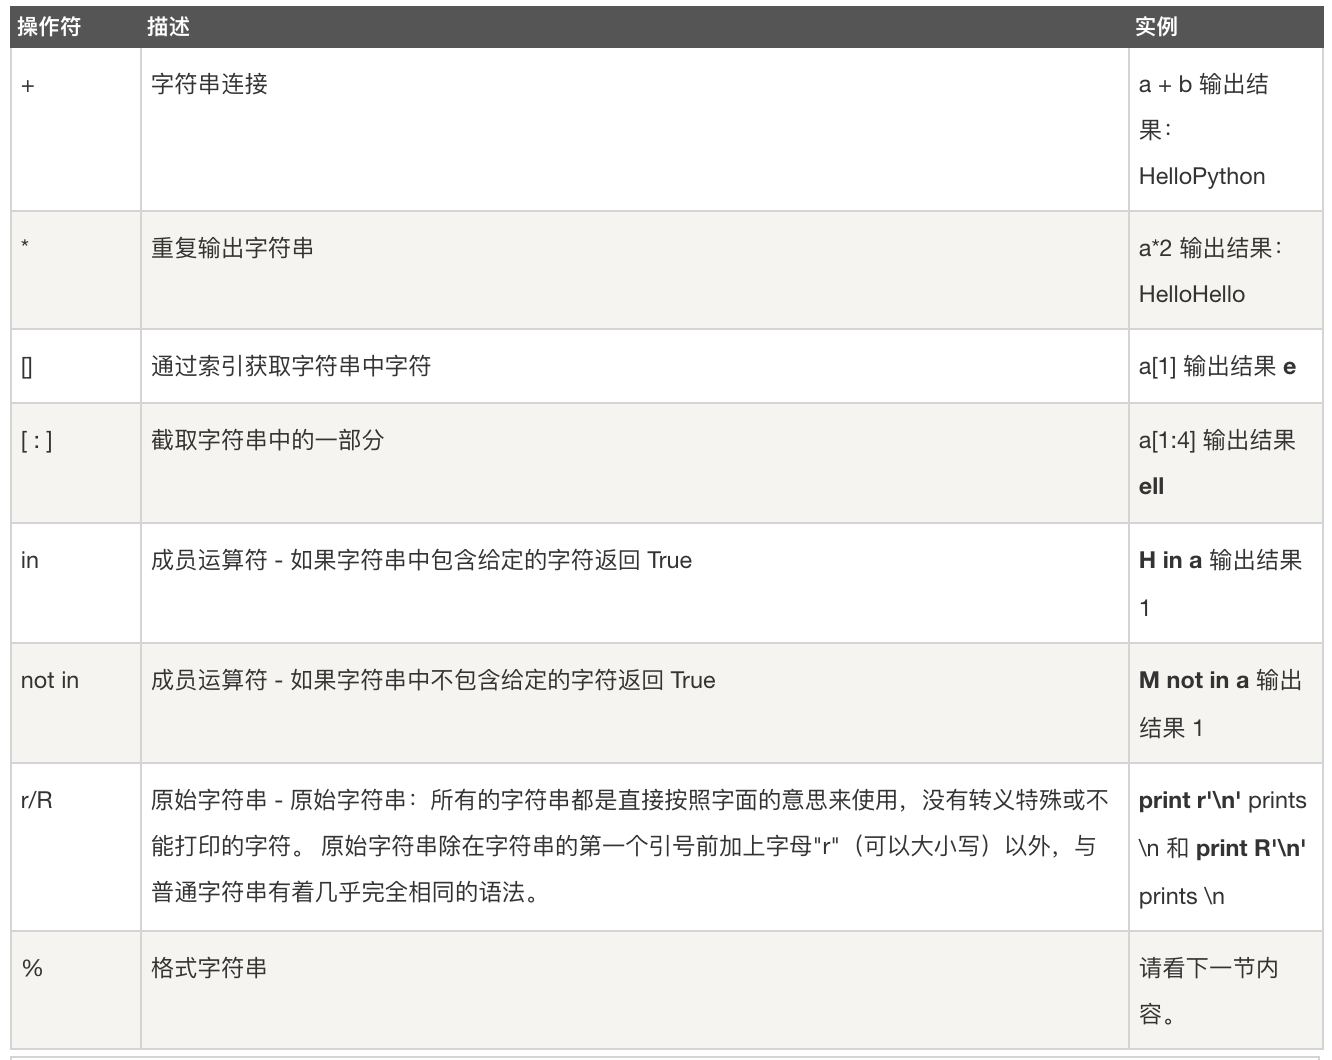 操作符 描述 实例
+ 字符串连接 a + b 输出结
果：
HelloPython
* 重复输出字符串 a*2 输出结果：
HelloHello
[] 通过索引获取字符串中字符 a[1] 输出结果 e
[ : ] 截取字符串中的一部分 a[1:4] 输出结果
ell
in 成员运算符 - 如果字符串中包含给定的字符返回 True H in a 输出结果
1
not in 成员运算符 - 如果字符串中不包含给定的字符返回 True M not in a 输出
结果 1
r/R 原始字符串 - 原始字符串：所有的字符串都是直接按照字面的意思来使用，没有转义特殊或不 print r'\n' prints
能打印的字符。 原始字符串除在字符串的第一个引号前加上字母"r"（可以大小写）以外，与 \n 和 print R'\n'
普通字符串有着几乎完全相同的语法。 prints \n
% 格式字符串 请看下一节内
容。